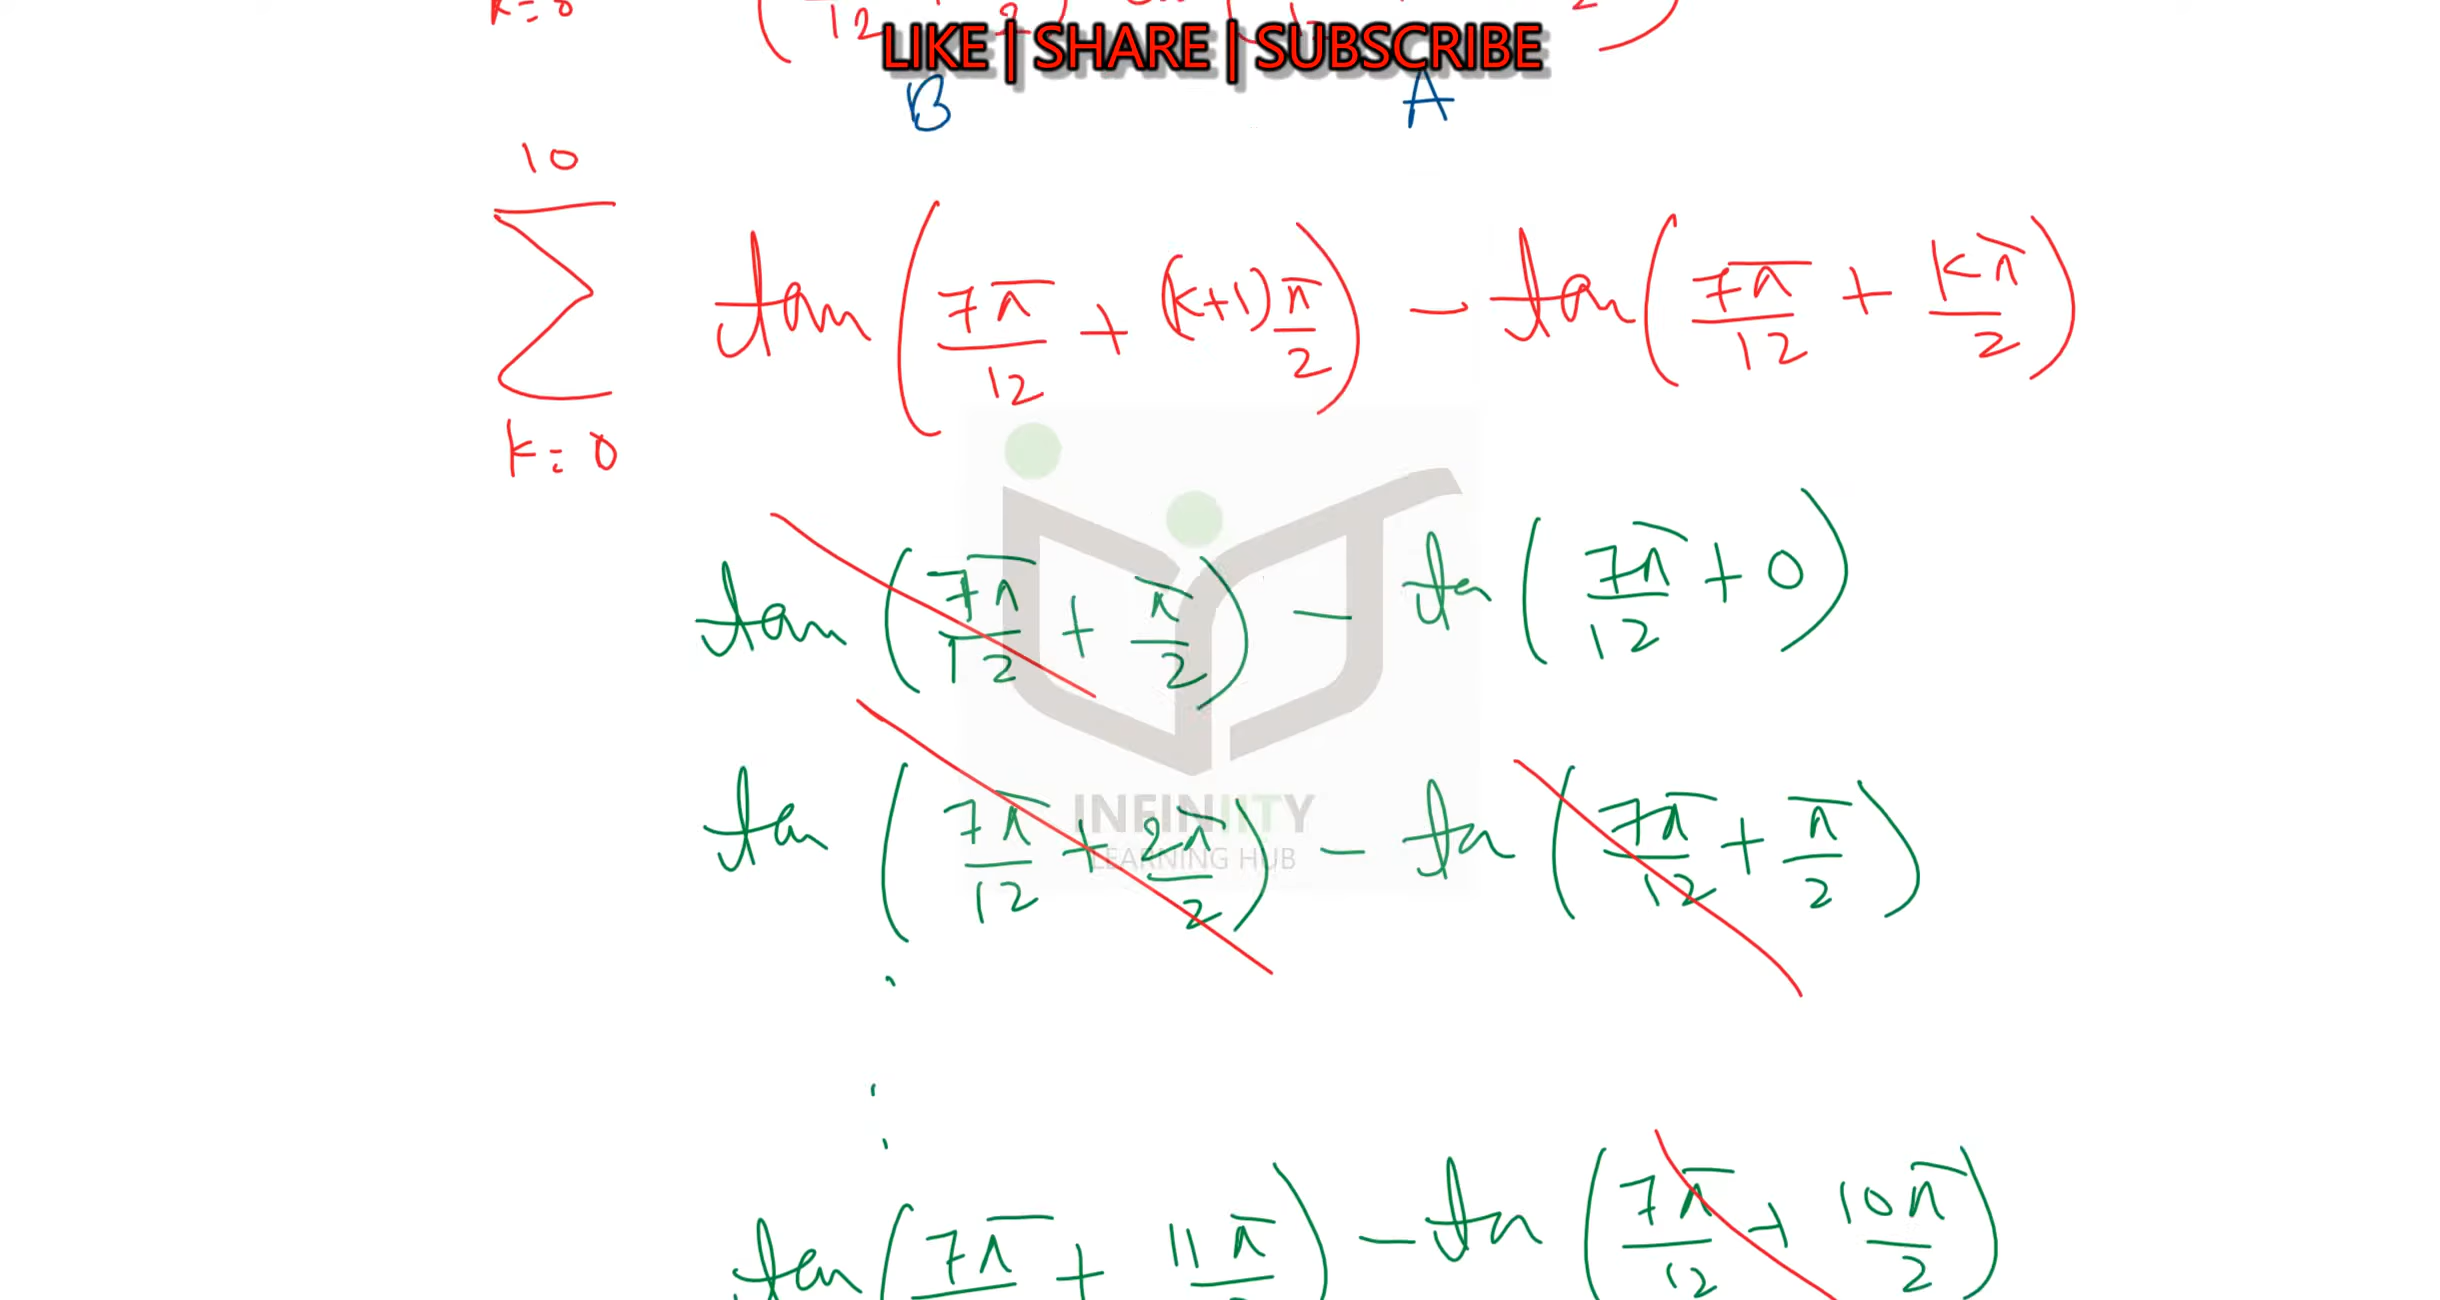 k=0 12 2
LIKE | SHARE | SUBSCRIBE
B A
10
∑ tan(7π/12 + (k+1)π/2) - tan(7π/12 + kπ/2)
k=0
tan(7π/12 + π/2) - tan(7π/12 + 0)
tan(7π/12 + 2π/2) - tan(7π/12 + π/2)
INFINIITY
LEARNING HUB
tan(7π + 11π) - tan(7π/12 + 10π/2)